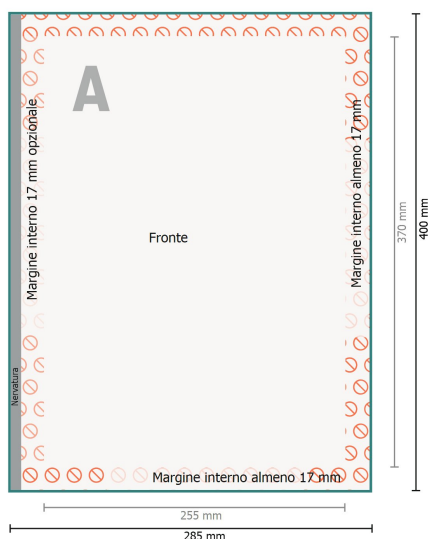 A
Margine interno 17 mm opzionale
Margine interno almeno 17 mm
Fronte
370 mm
400 mm
Nervatura
Margine interno almeno 17 mm
255 mm
285 mm